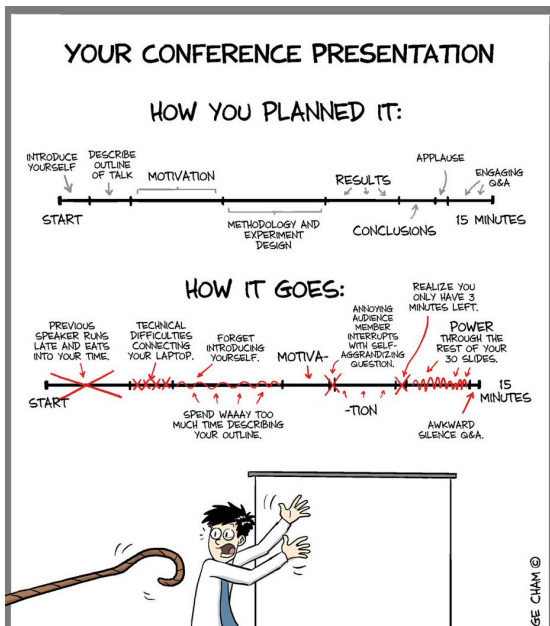 YOUR CONFERENCE PRESENTATION
HOW YOU PLANNED IT:
INTRODUCE
YOURSELF
DESCRIBE
OUTLINE
OF TALK
MOTIVATION
METHODOLOGY AND
EXPERIMENT
DESIGN
RESULTS
CONCLUSIONS
APPLAUSE
ENGAGING
Q&A
START
15 MINUTES
HOW IT GOES:
PREVIOUS
SPEAKER RUNS
LATE AND EATS
INTO YOUR TIME.
TECHNICAL
DIFFICULTIES
CONNECTING
YOUR LAPTOP.
FORGET
INTRODUCING
YOURSELF.
SPEND WAAAY TOO
MUCH TIME DESCRIBING
YOUR OUTLINE.
MOTIVA-
ANNOYING
AUDIENCE
MEMBER
INTERRUPTS
WITH SELF-
AGGRANDIZING
QUESTION.
-TION
REALIZE YOU
ONLY HAVE 3
MINUTES LEFT.
POWER
THROUGH THE
REST OF YOUR
30 SLIDES.
AWKWARD
SILENCE Q&A.
START
15
MINUTES
GE CHAM ©